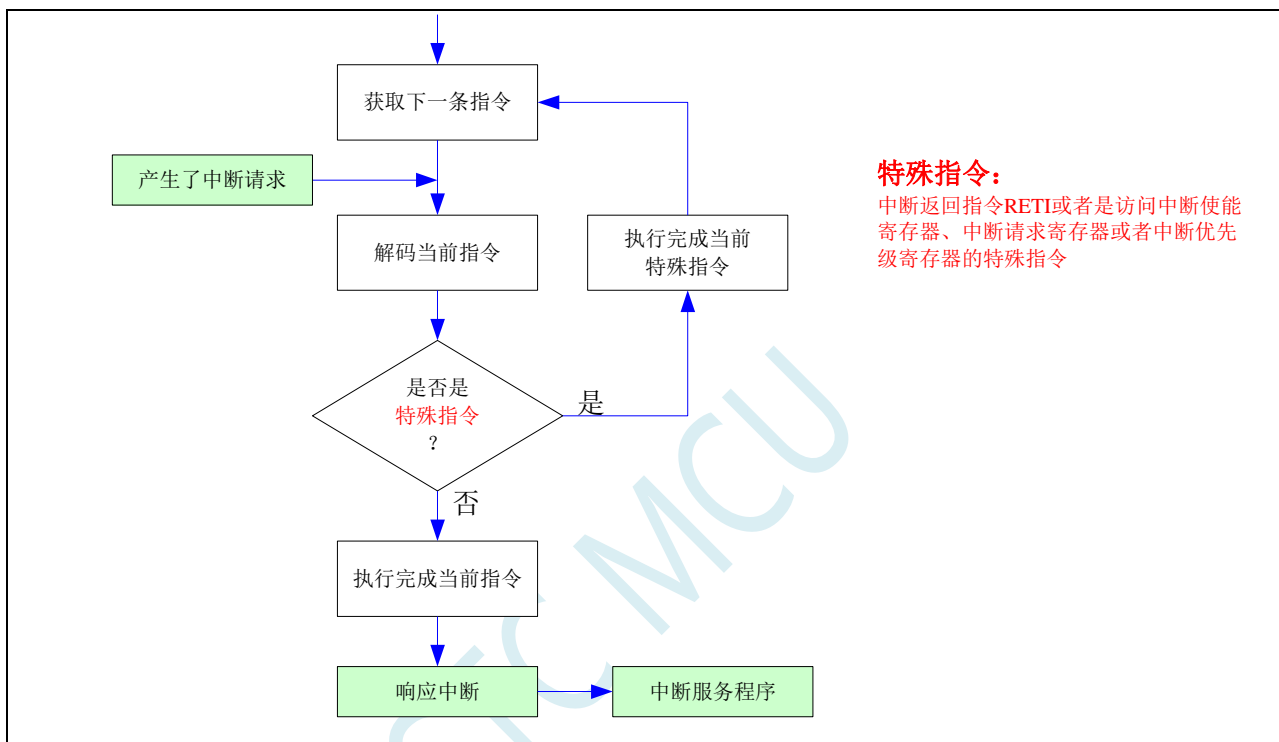 获取下一条指令
产生了中断请求
特殊指令：
中断返回指令RETI或者是访问中断使能
寄存器、中断请求寄存器或者中断优先
级寄存器的特殊指令
解码当前指令
执行完成当前
特殊指令
是否是
特殊指令
？
是
否
执行完成当前指令
响应中断
中断服务程序
STC MCU